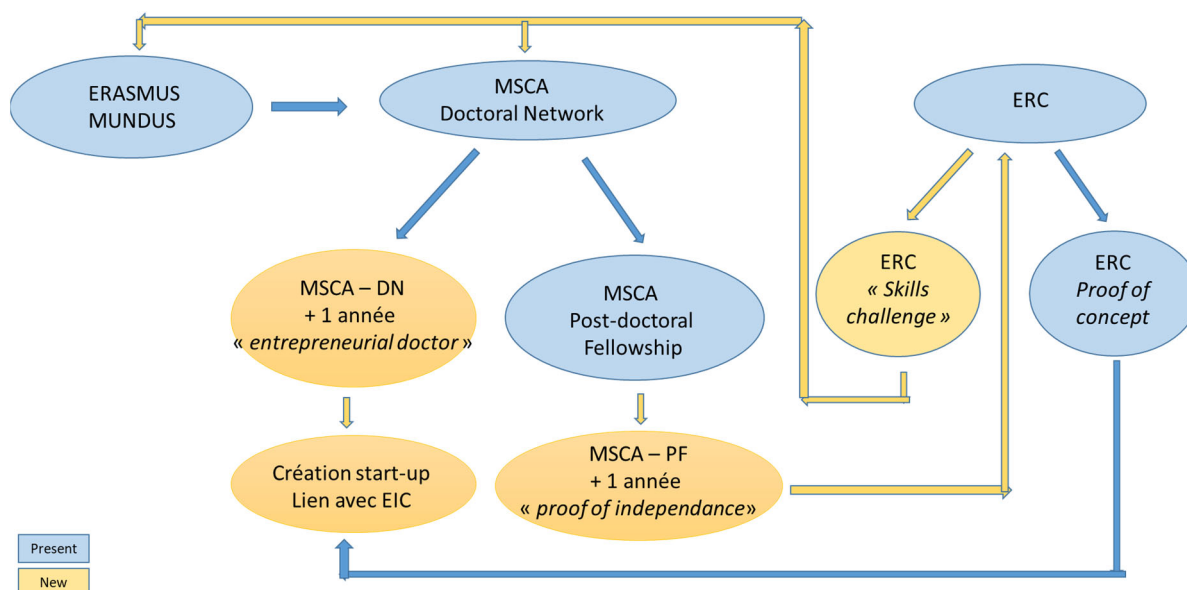 ERASMUS
MUNDUS
MSCA
Doctoral Network
ERC
MSCA – DN
+ 1 année
« entrepreneurial doctor »
MSCA
Post-doctoral
Fellowship
ERC
« Skills
challenge »
ERC
Proof of
concept
Création start-up
Lien avec EIC
MSCA – PF
+ 1 année
« proof of independance»
Present
New